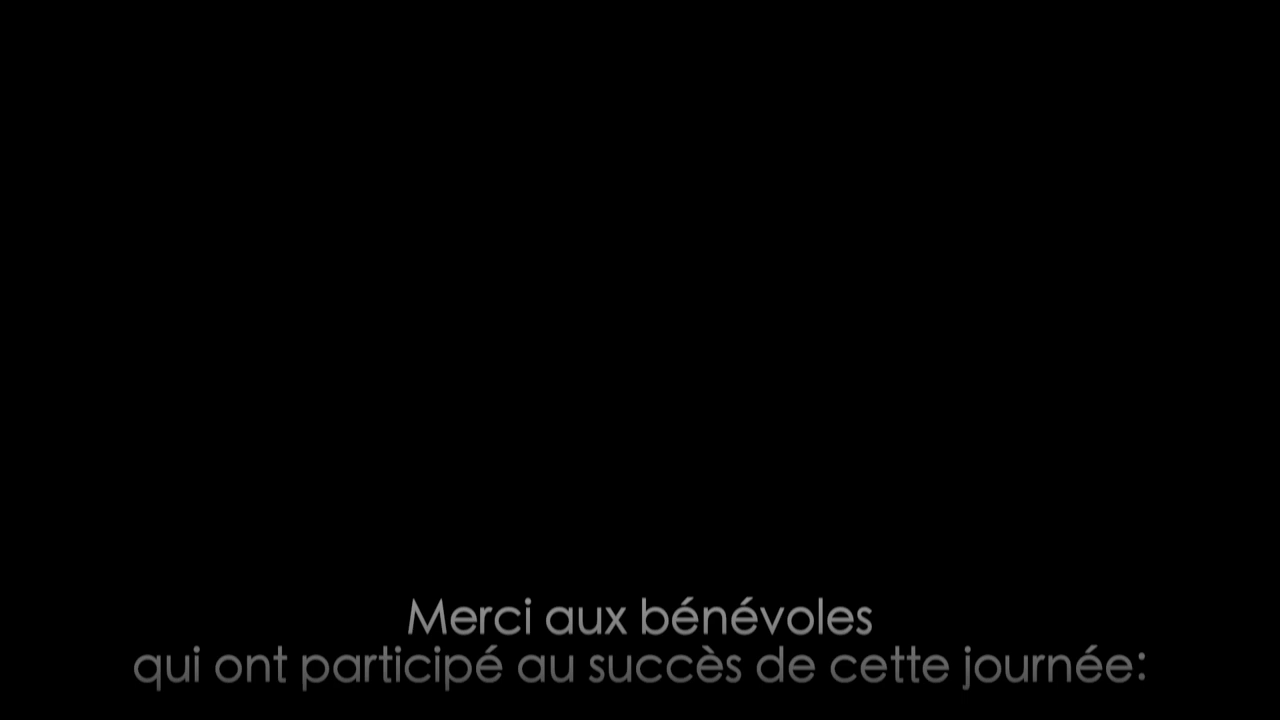 Merci aux bénévoles
qui ont participé au succès de cette journée: